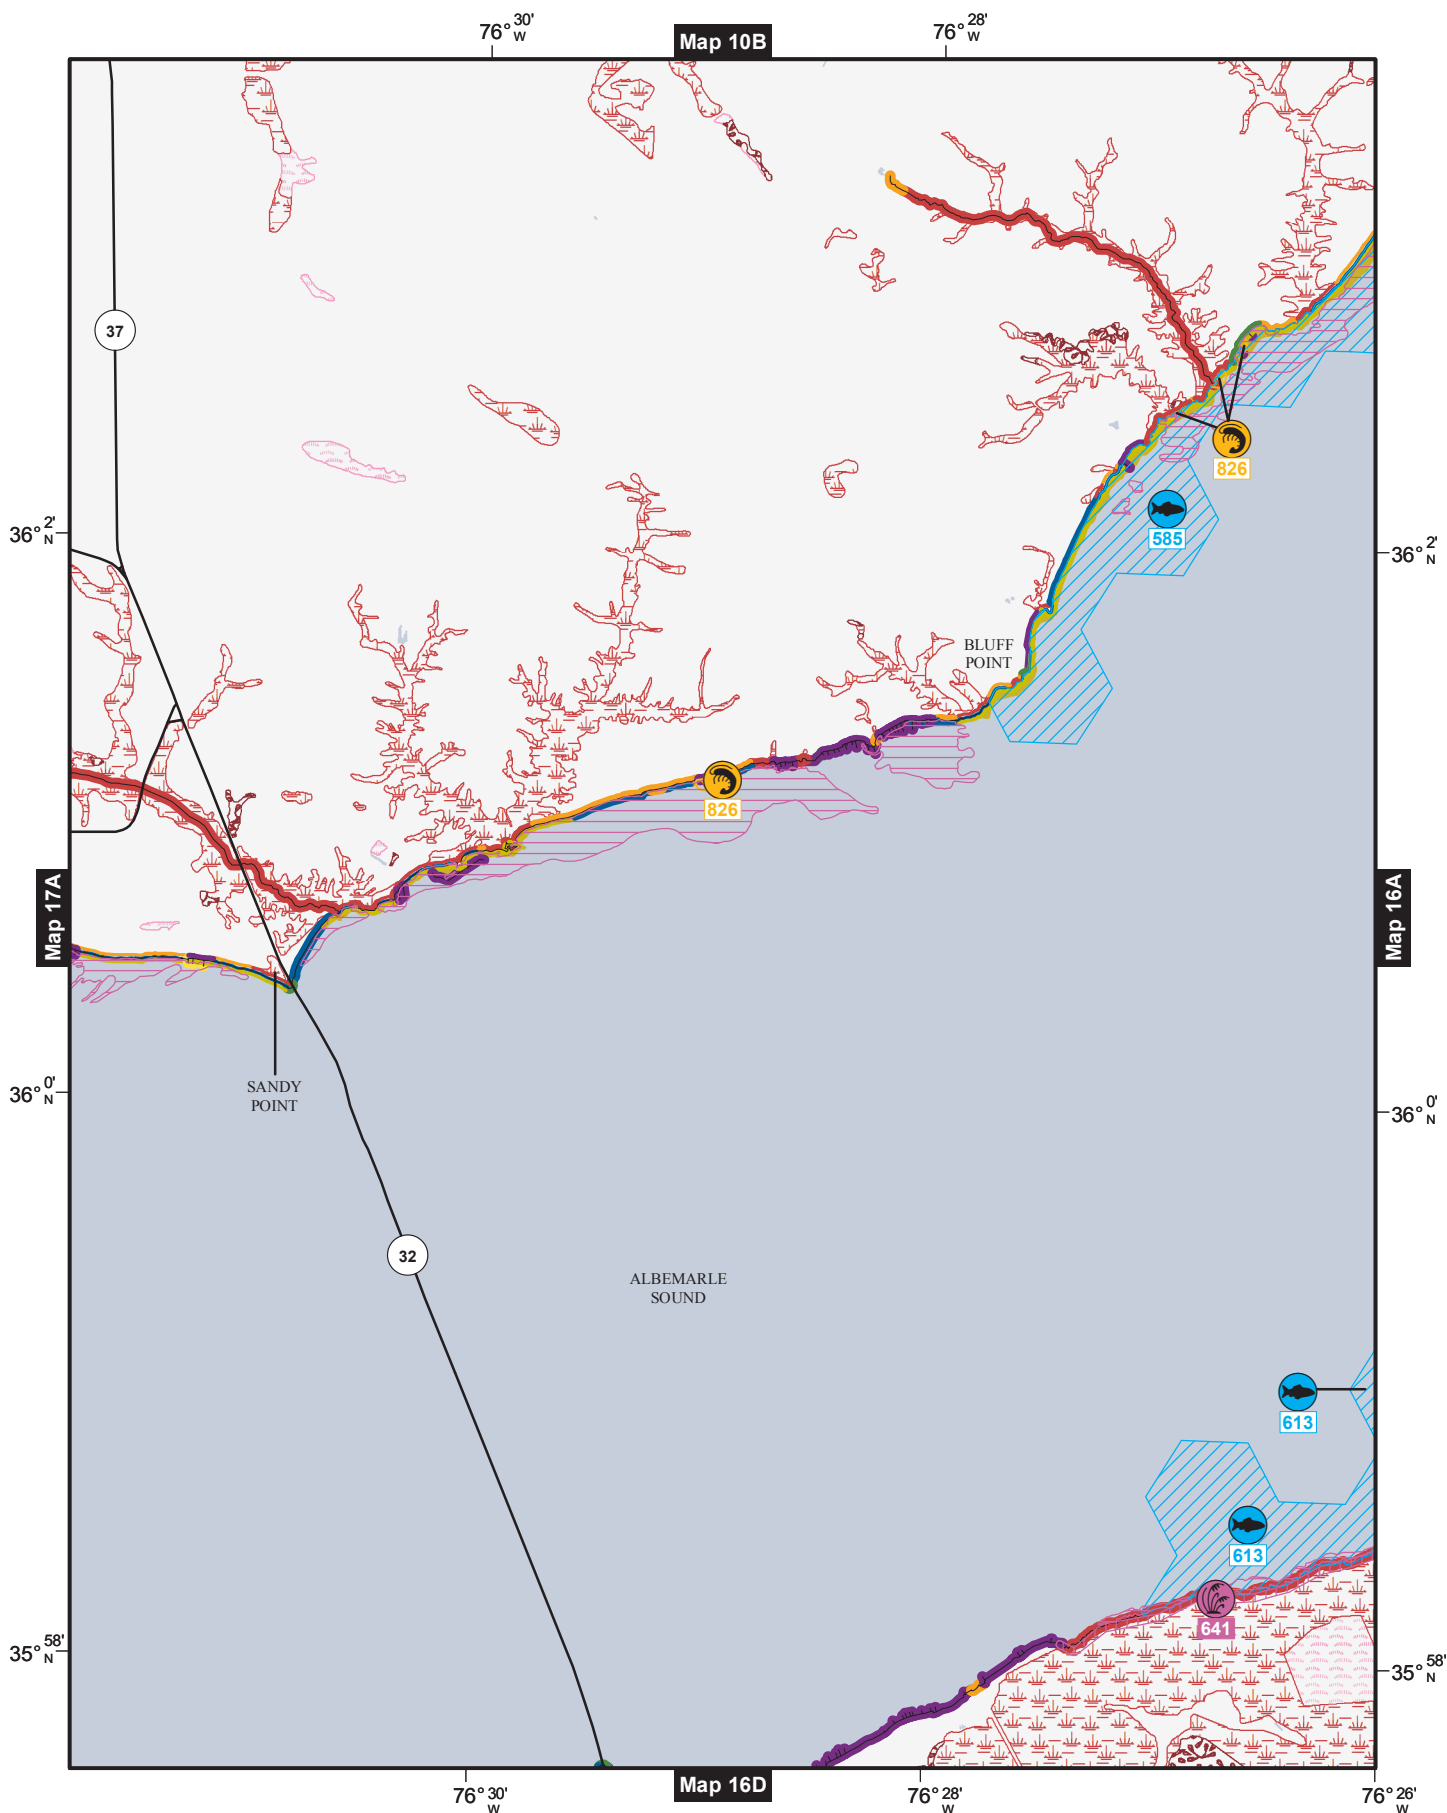 76° 30' W
76° 28' W
Map 10B
37
826
585
36° 2' N
36° 2' N
BLUFF
POINT
826
Map 17A
Map 16A
SANDY
POINT
36° 0' N
36° 0' N
32
ALBEMARLE
SOUND
613
613
641
35° 58' N
35° 58' N
Map 16D
76° 30' W
76° 28' W
76° 26' W